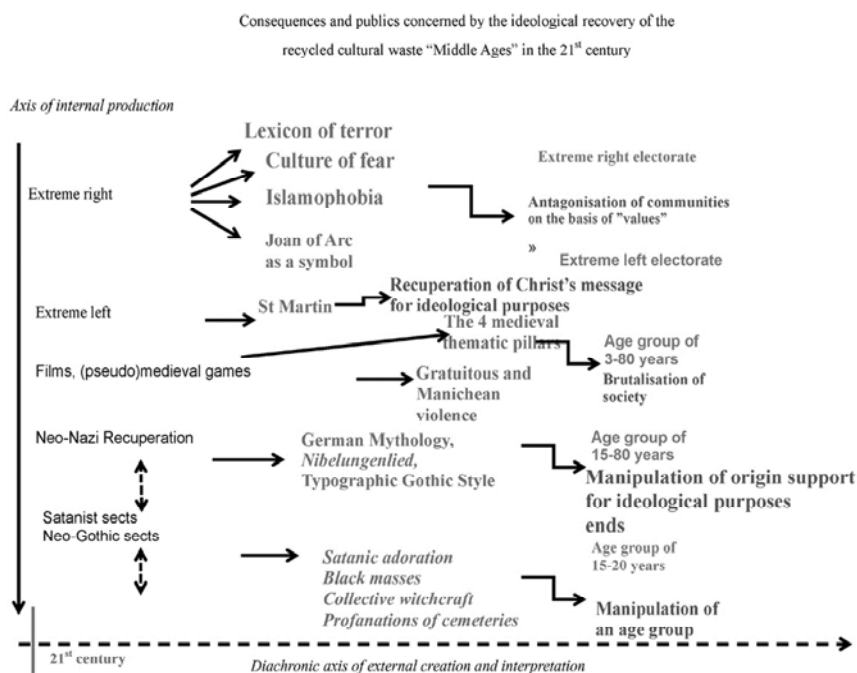 Consequences and publics concerned by the ideological recovery of the
recycled cultural waste “Middle Ages” in the 21st century
Axis of internal production
Lexicon of terror
Culture of fear
Extreme right electorate
Extreme right
Islamophobia
Antagonisation of communities
on the basis of "values"
»
Joan of Arc
as a symbol
Extreme left electorate
Recuperation of Christ's message
for ideological purposes
Extreme left
St Martin
The 4 medieval
thematic pillars
Age group of
3-80 years
Brutalisation of
society
Films, (pseudo)medieval games
Gratuitous and
Manichean
violence
Neo-Nazi Recuperation
German Mythology,
Nibelungenlied,
Typographic Gothic Style
Age group of
15-80 years
Manipulation of origin support
for ideological purposes
ends
Satanist sects
Neo-Gothic sects
Age group of
15-20 years
Satanic adoration
Black masses
Collective witchcraft
Profanations of cemeteries
Manipulation of
an age group
21st century
Diachronic axis of external creation and interpretation